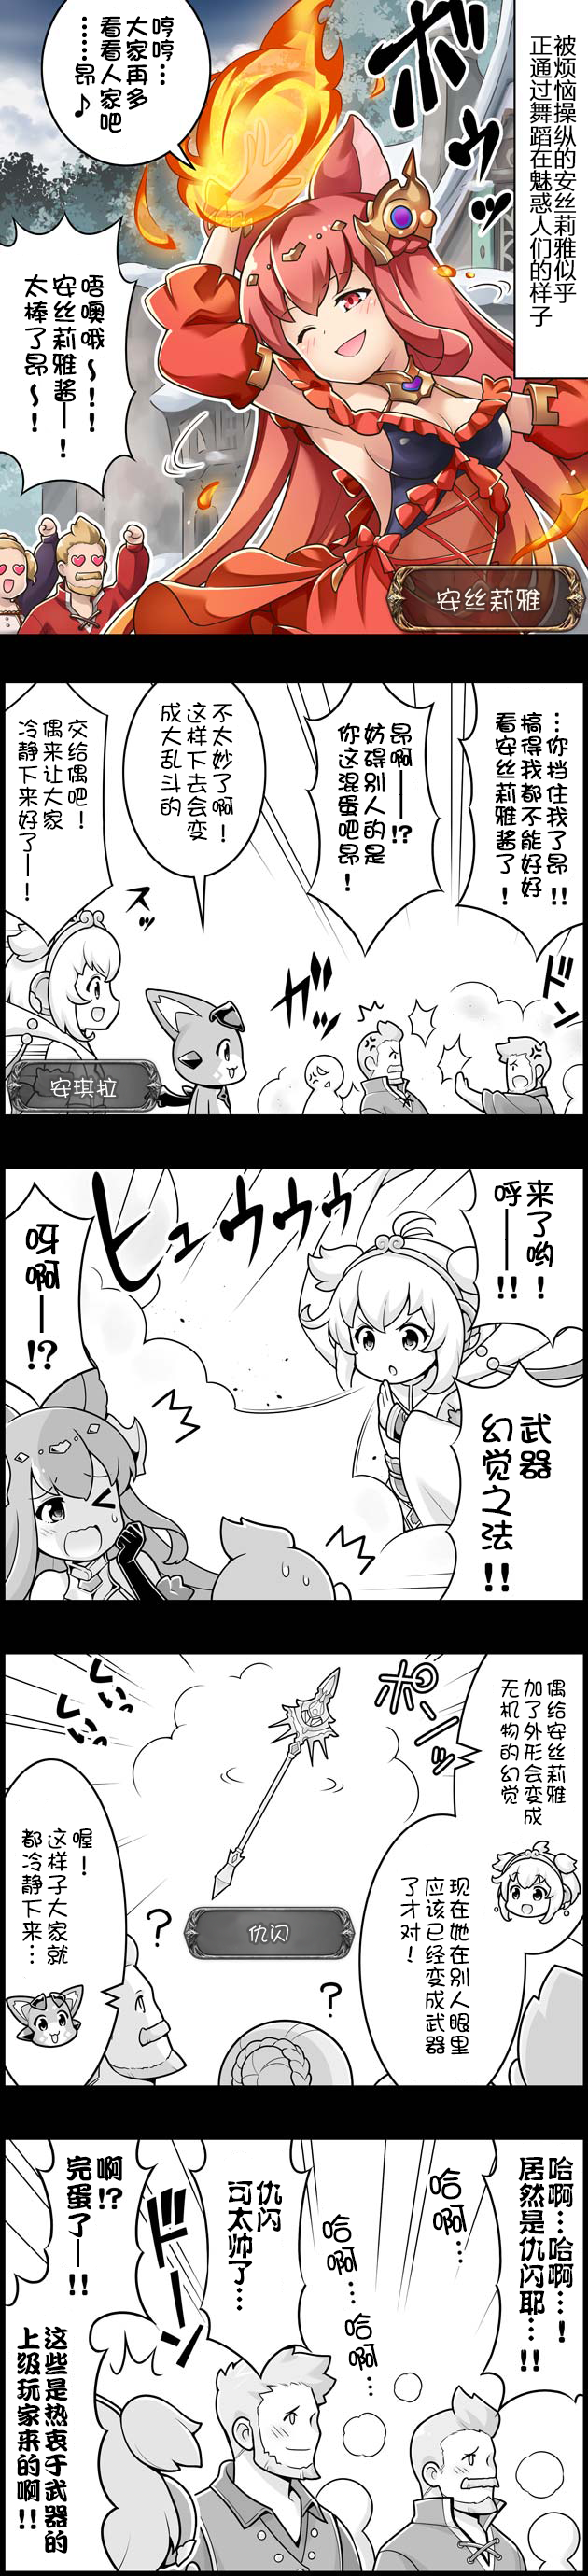 被烦恼操纵的安丝莉雅似乎
正通过舞蹈在魅惑人们的样子
ボウッ
哼哼…
大家再多
看看人家吧
……昂♪
唔噢哦～!!
安丝莉雅酱——！
太棒了昂～！
安丝莉雅
…你挡住我了昂!!
搞得我都不能好好
看安丝莉雅酱了！
昂啊——!?
妨碍别人的是
你这混蛋吧昂！
ドン
ガッ
不太妙了啊！
这样下去会变
成大乱斗的
交给偶吧！
偶来让大家
冷静下来好了—！
スッ
安琪拉
来了哟！
呼——!!
武器
幻觉之法!!
ヒュウウゥ
呀啊—!?
偶给安丝莉雅
加了外形会变成
无机物的幻觉
现在她在别人眼里
应该已经变成武器
了才对！
ポンッ
仇闪
?
?
喔！
这样子大家就
都冷静下来…
哈啊…哈啊…！
居然是仇闪耶…!!
哈啊…
哈啊…哈啊…
仇闪
可太帅了…
ドーン
啊!?
完蛋了—!!
这些是热衷于武器的
上级玩家来的啊!!